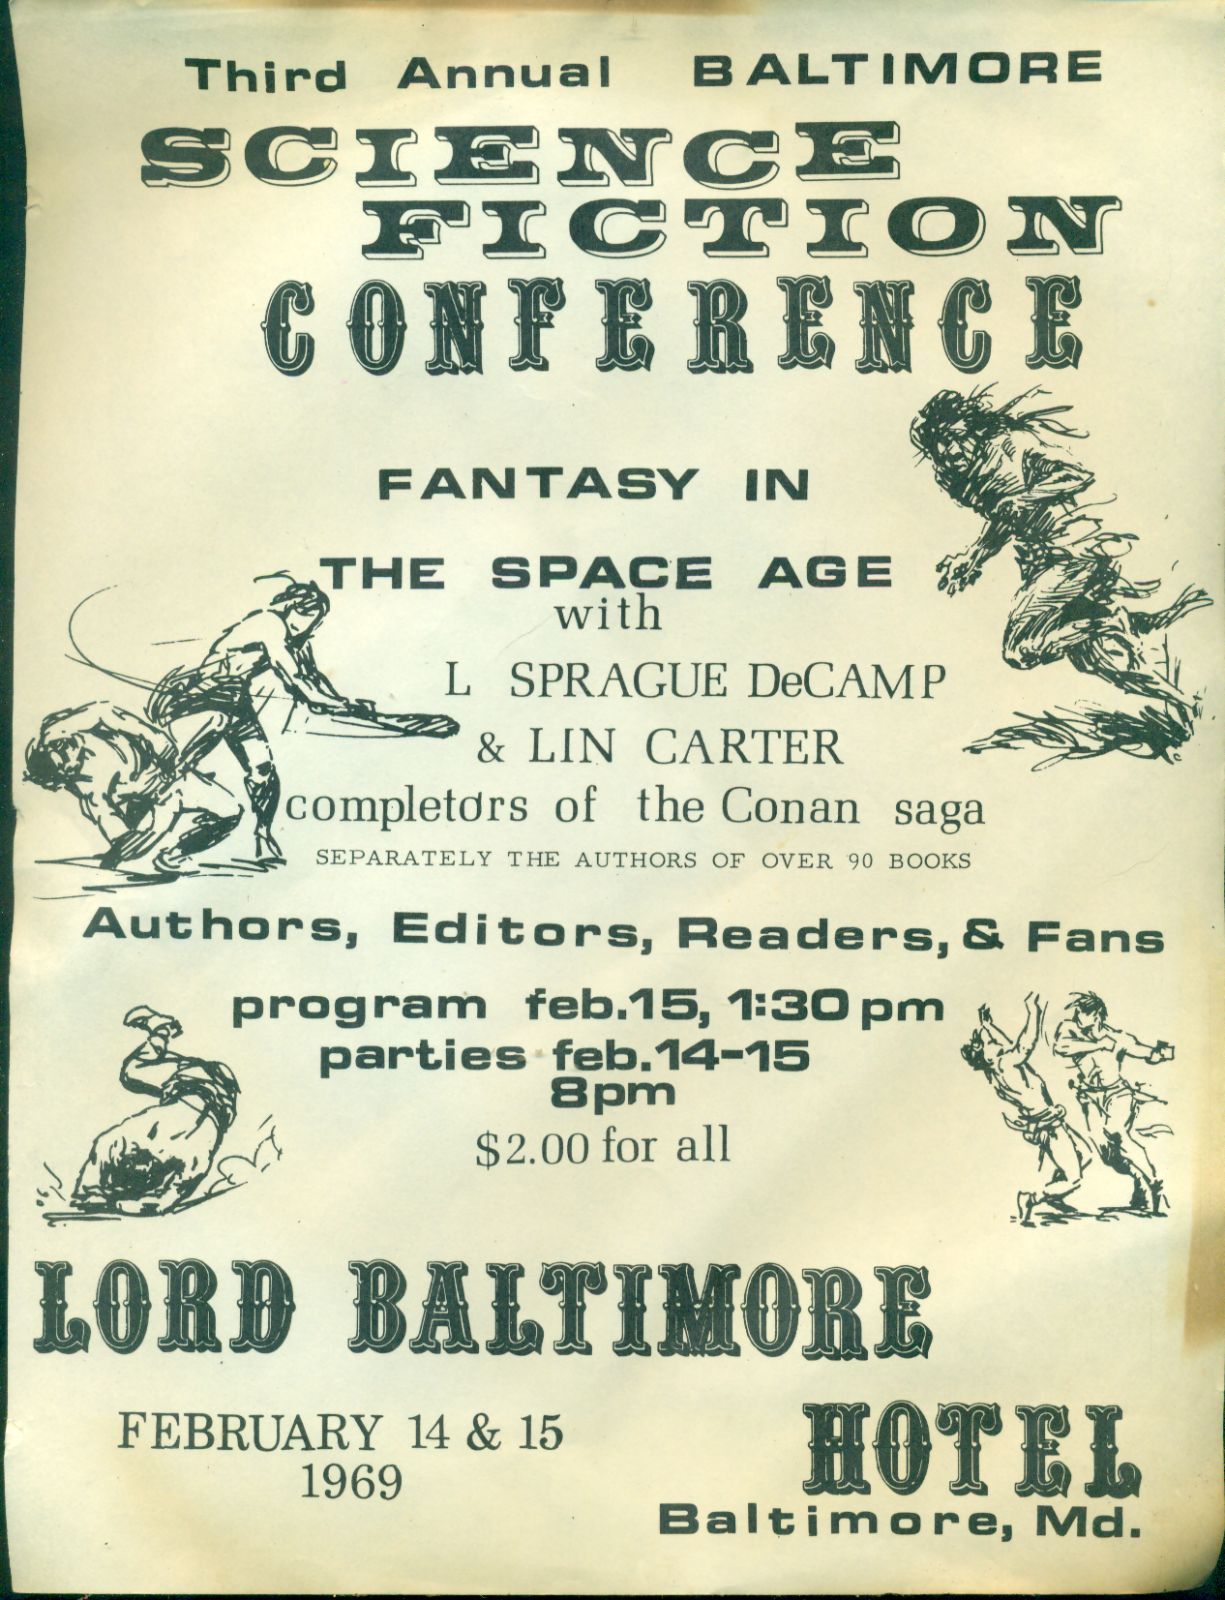 Third Annual BALTIMORE
SCIENCE
FICTION
CONFERENCE
FANTASY IN
THE SPACE AGE
with
L SPRAGUE DeCAMP
& LIN CARTER
completors of the Conan saga
SEPARATELY THE AUTHORS OF OVER 90 BOOKS
Authors, Editors, Readers, & Fans
program feb.15, 1:30 pm
parties feb.14-15
8pm
$2.00 for all
LORD BALTIMORE
HOTEL
FEBRUARY 14 & 15
1969
Baltimore, Md.